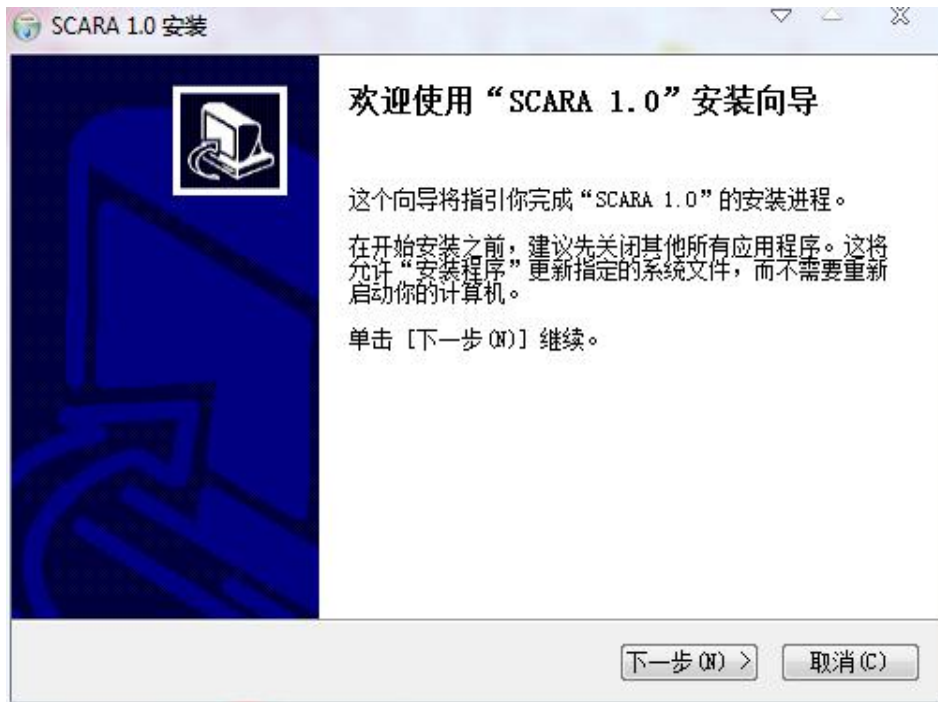 SCARA 1.0 安装
欢迎使用“SCARA 1.0”安装向导
这个向导将指引你完成“SCARA 1.0”的安装进程。
在开始安装之前，建议先关闭其他所有应用程序。这将
允许“安装程序”更新指定的系统文件，而不需要重新
启动你的计算机。
单击 [下一步(N)] 继续。
下一步(N) >
取消(C)